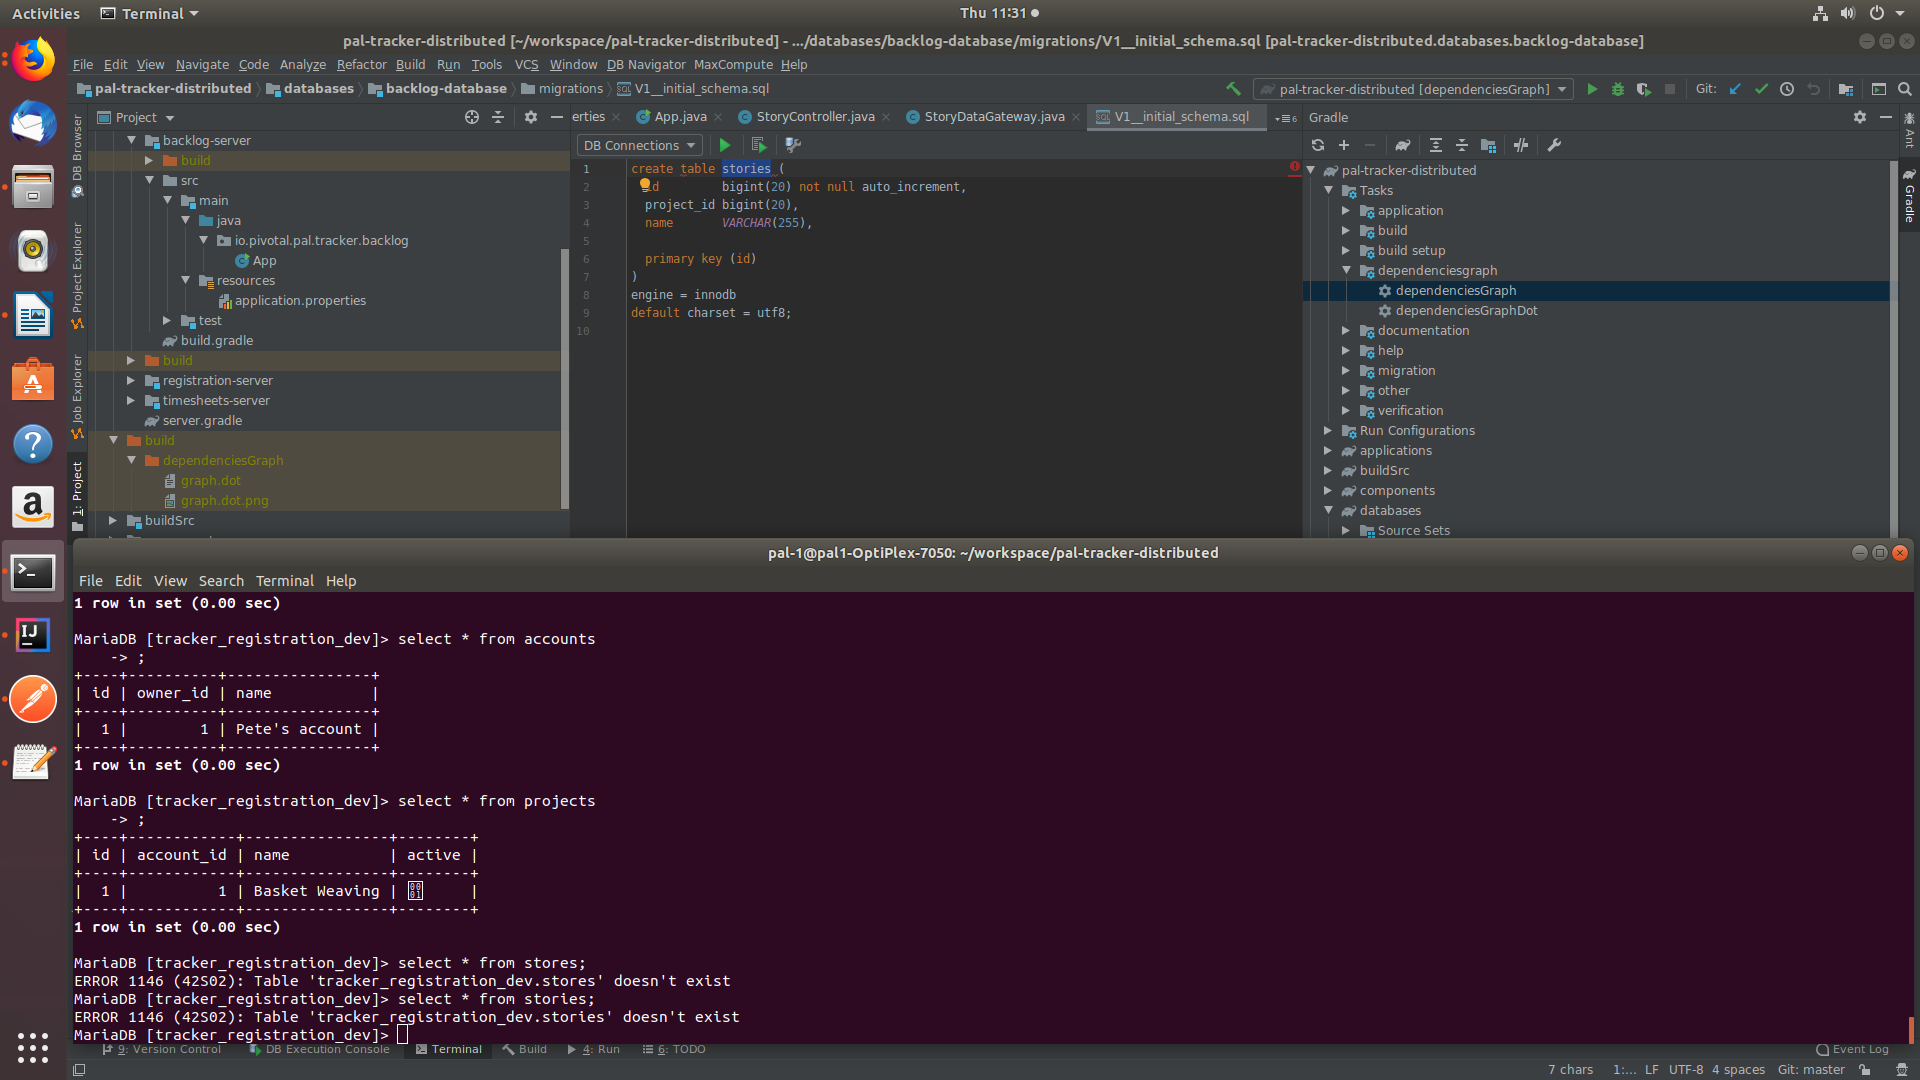 Activities Terminal Thu 11:31
pal-tracker-distributed [~/workspace/pal-tracker-distributed] - .../databases/backlog-database/migrations/V1__initial_schema.sql [pal-tracker-distributed.databases.backlog-database]
File Edit View Navigate Code Analyze Refactor Build Run Tools VCS Window DB Navigator MaxCompute Help
pal-tracker-distributed databases backlog-database migrations V1__initial_schema.sql pal-tracker-distributed [dependenciesGraph] Git:
DB Browser
Project Explorer
Job Explorer
1: Project
Project
backlog-server
build
src
main
java
io.pivotal.pal.tracker.backlog
App
resources
application.properties
test
build.gradle
build
registration-server
timesheets-server
server.gradle
build
dependenciesGraph
graph.dot
graph.dot.png
buildSrc
erties App.java StoryController.java StoryDataGateway.java V1__initial_schema.sql 6
DB Connections
1 create table stories (
2 d bigint(20) not null auto_increment,
3 project_id bigint(20),
4 name VARCHAR(255),
5
6 primary key (id)
7 )
8 engine = innodb
9 default charset = utf8;
10
Gradle
pal-tracker-distributed
Tasks
application
build
build setup
dependenciesgraph
dependenciesGraph
dependenciesGraphDot
documentation
help
migration
other
verification
Run Configurations
applications
buildSrc
components
databases
Source Sets
Ant
Gradle
pal-1@pal1-OptiPlex-7050: ~/workspace/pal-tracker-distributed
File Edit View Search Terminal Help
1 row in set (0.00 sec)
MariaDB [tracker_registration_dev]> select * from accounts
-> ;
+----+----------+----------------+
| id | owner_id | name           |
+----+----------+----------------+
|  1 |        1 | Pete's account |
+----+----------+----------------+
1 row in set (0.00 sec)
MariaDB [tracker_registration_dev]> select * from projects
-> ;
+----+------------+----------------+--------+
| id | account_id | name           | active |
+----+------------+----------------+--------+
|  1 |          1 | Basket Weaving | 0001 |
+----+------------+----------------+--------+
1 row in set (0.00 sec)
MariaDB [tracker_registration_dev]> select * from stores;
ERROR 1146 (42S02): Table 'tracker_registration_dev.stores' doesn't exist
MariaDB [tracker_registration_dev]> select * from stories;
ERROR 1146 (42S02): Table 'tracker_registration_dev.stories' doesn't exist
MariaDB [tracker_registration_dev]>
9: Version Control DB Execution Console Terminal Build 4: Run 6: TODO Event Log
7 chars 1:... LF UTF-8 4 spaces Git: master